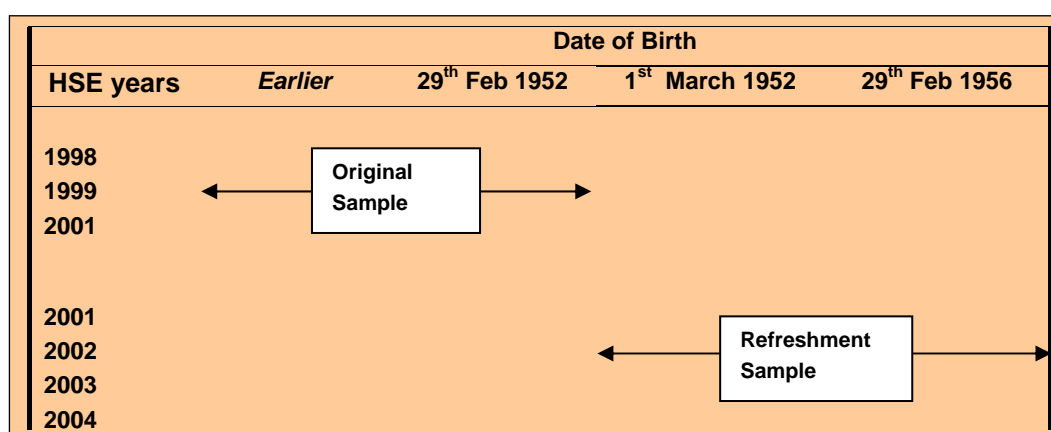 Date of Birth
HSE years Earlier 29th Feb 1952 1st March 1952 29th Feb 1956
1998
1999
2001
Original
Sample
2001
2002
2003
2004
Refreshment
Sample